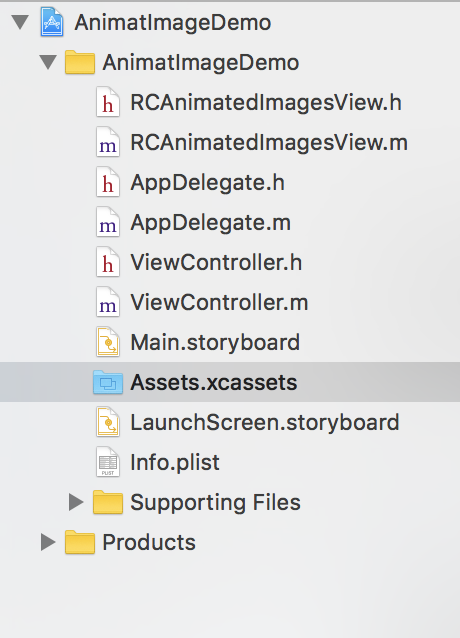 AnimatImageDemo
AnimatImageDemo
h RCAnimatedImagesView.h
m RCAnimatedImagesView.m
h AppDelegate.h
m AppDelegate.m
h ViewController.h
m ViewController.m
Main.storyboard
Assets.xcassets
LaunchScreen.storyboard
PLIST Info.plist
Supporting Files
Products